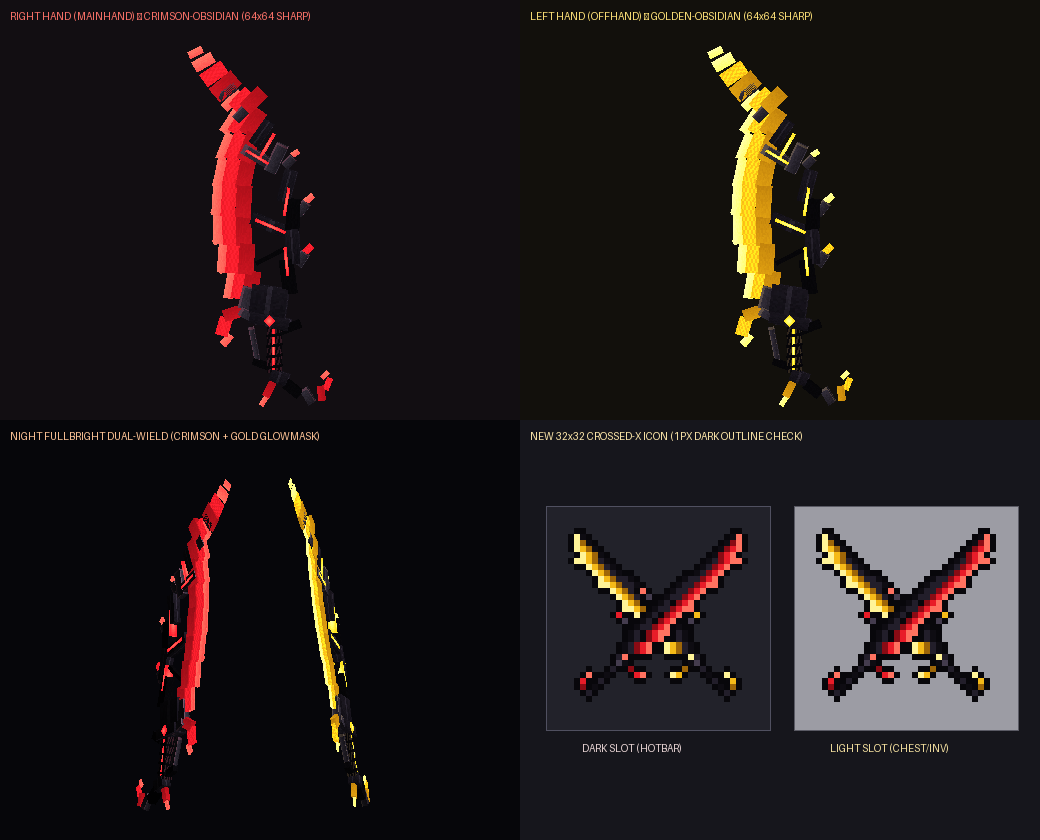 RIGHT HAND (MAINHAND) ▯ CRIMSON-OBSIDIAN (64x64 SHARP)
LEFT HAND (OFFHAND) ▯ GOLDEN-OBSIDIAN (64x64 SHARP)
NIGHT FULLBRIGHT DUAL-WIELD (CRIMSON + GOLD GLOWMASK)
NEW 32x32 CROSSED-X ICON (1PX DARK OUTLINE CHECK)
DARK SLOT (HOTBAR)
LIGHT SLOT (CHEST/INV)